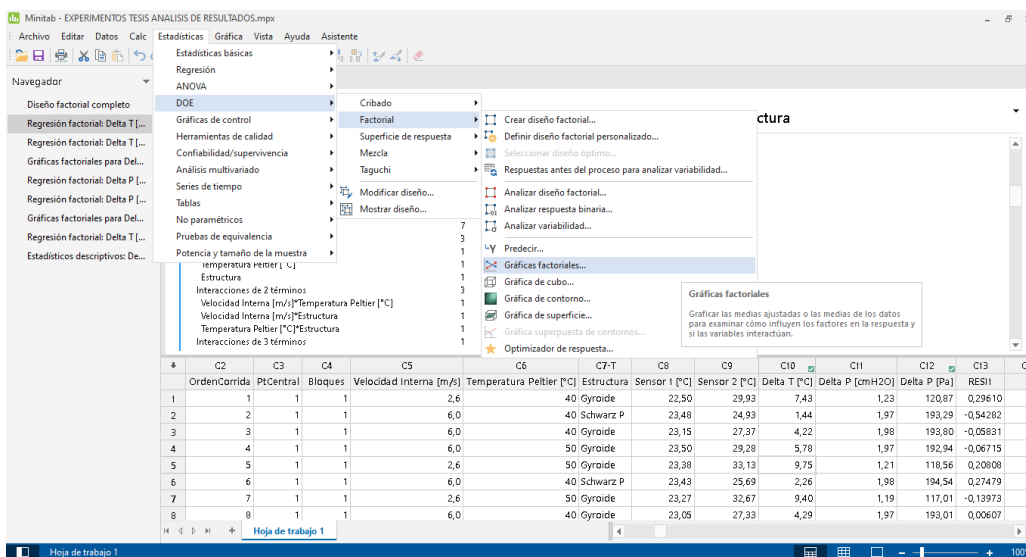 Minitab - EXPERIMENTOS TESIS ANALISIS DE RESULTADOS.mpx
Archivo Editar Datos Calc Estadísticas Gráfica Vista Ayuda Asistente
Navegador
Diseño factorial completo
Regresión factorial: Delta T [...
Regresión factorial: Delta T [...
Gráficas factoriales para Del...
Regresión factorial: Delta P [...
Regresión factorial: Delta P [...
Gráficas factoriales para Del...
Regresión factorial: Delta T [...
Estadísticos descriptivos: De...
Estadísticas básicas
Regresión
ANOVA
DOE
Gráficas de control
Herramientas de calidad
Confiabilidad/supervivencia
Análisis multivariado
Series de tiempo
Tablas
No paramétricos
Pruebas de equivalencia
Potencia y tamaño de la muestra
Cribado
Factorial
Superficie de respuesta
Mezcla
Taguchi
Modificar diseño...
Mostrar diseño...
Crear diseño factorial...
Definir diseño factorial personalizado...
Seleccionar diseño óptimo...
Respuestas antes del proceso para analizar variabilidad...
Analizar diseño factorial...
Analizar respuesta binaria...
Analizar variabilidad...
Predecir...
Gráficas factoriales...
Gráfica de cubo...
Gráfica de contorno...
Gráfica de superficie...
Gráfica superpuesta de contornos...
Optimizador de respuesta...
ctura
Gráficas factoriales
Graficar las medias ajustadas o las medias de los datos
para examinar cómo influyen los factores en la respuesta y
si las variables interactúan.
7
3
1
Temperatura Peltier [°C] 1
Estructura 1
Interacciones de 2 términos 3
Velocidad Interna [m/s]*Temperatura Peltier [°C] 1
Velocidad Interna [m/s]*Estructura 1
Temperatura Peltier [°C]*Estructura 1
Interacciones de 3 términos 1
C2 C3 C4 C5 C6 C7-T C8 C9 C10 C11 C12 C13
OrdenCorrida PtCentral Bloques Velocidad Interna [m/s] Temperatura Peltier [°C] Estructura Sensor 1 [°C] Sensor 2 [°C] Delta T [°C] Delta P [cmH2O] Delta P [Pa] RESI1
1 1 1 1 2,6 40 Gyroide 22,50 29,93 7,43 1,23 120,87 0,29610
2 2 1 1 6,0 40 Schwarz P 23,48 24,93 1,44 1,97 193,29 -0,54282
3 3 1 1 6,0 40 Gyroide 23,15 27,37 4,22 1,98 193,80 -0,05831
4 4 1 1 6,0 50 Gyroide 23,50 29,28 5,78 1,97 192,94 -0,06715
5 5 1 1 2,6 50 Gyroide 23,38 33,13 9,75 1,21 118,56 0,20808
6 6 1 1 6,0 40 Schwarz P 23,43 25,69 2,26 1,98 194,54 0,27479
7 7 1 1 2,6 50 Gyroide 23,27 32,67 9,40 1,19 117,01 -0,13973
8 8 1 1 6,0 40 Gyroide 23,05 27,33 4,29 1,97 193,01 0,00607
Hoja de trabajo 1
Hoja de trabajo 1